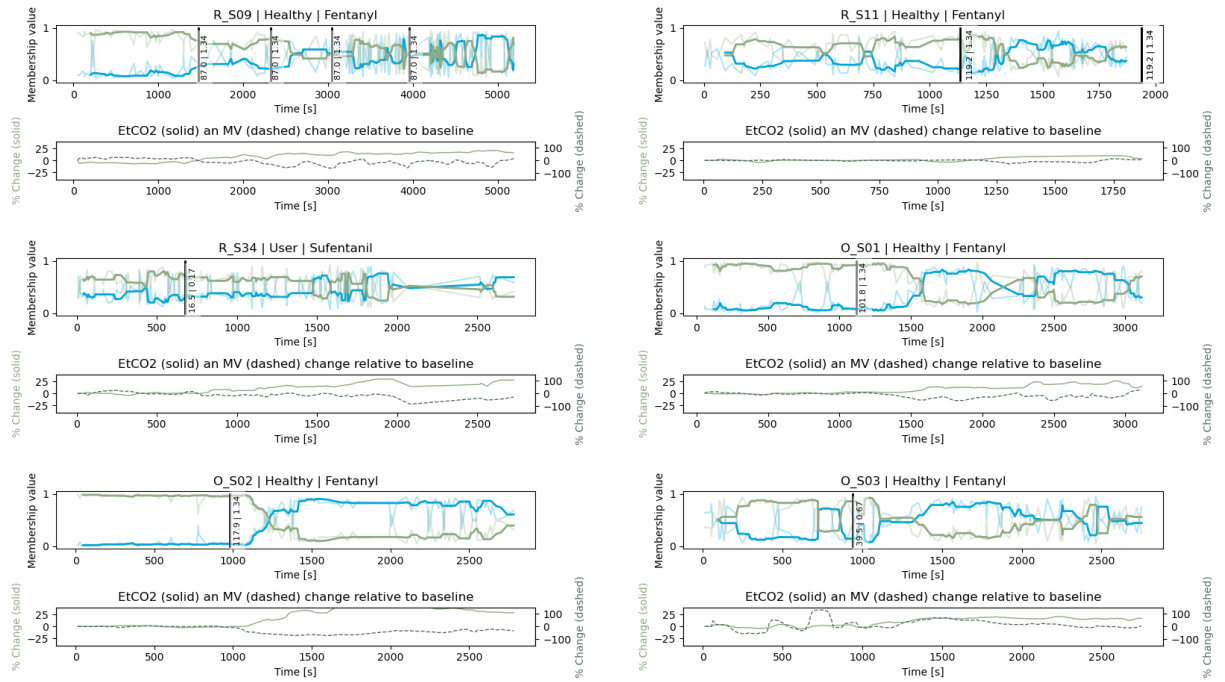 R_S09 | Healthy | Fentanyl
Membership value
1
0
87.0 | 1.34
87.0 | 1.34
87.0 | 1.34
87.0 | 1.34
0 1000 2000 3000 4000 5000
Time [s]
EtCO2 (solid) an MV (dashed) change relative to baseline
% Change (solid)
25
0
−25
100
0
−100
% Change (dashed)
0 1000 2000 3000 4000 5000
Time [s]
R_S11 | Healthy | Fentanyl
Membership value
1
0
119.2 | 1.34
119.2 | 1.34
0 250 500 750 1000 1250 1500 1750 2000
Time [s]
EtCO2 (solid) an MV (dashed) change relative to baseline
% Change (solid)
25
0
−25
100
0
−100
% Change (dashed)
0 250 500 750 1000 1250 1500 1750
Time [s]
R_S34 | User | Sufentanil
Membership value
1
0
16.5 | 0.17
0 500 1000 1500 2000 2500
Time [s]
EtCO2 (solid) an MV (dashed) change relative to baseline
% Change (solid)
25
0
−25
100
0
−100
% Change (dashed)
0 500 1000 1500 2000 2500
Time [s]
O_S01 | Healthy | Fentanyl
Membership value
1
0
101.8 | 1.34
0 500 1000 1500 2000 2500 3000
Time [s]
EtCO2 (solid) an MV (dashed) change relative to baseline
% Change (solid)
25
0
−25
100
0
−100
% Change (dashed)
0 500 1000 1500 2000 2500 3000
Time [s]
O_S02 | Healthy | Fentanyl
Membership value
1
0
117.9 | 1.34
0 500 1000 1500 2000 2500
Time [s]
EtCO2 (solid) an MV (dashed) change relative to baseline
% Change (solid)
25
0
−25
100
0
−100
% Change (dashed)
0 500 1000 1500 2000 2500
Time [s]
O_S03 | Healthy | Fentanyl
Membership value
1
0
39.5 | 0.67
0 500 1000 1500 2000 2500
Time [s]
EtCO2 (solid) an MV (dashed) change relative to baseline
% Change (solid)
25
0
−25
100
0
−100
% Change (dashed)
0 500 1000 1500 2000 2500
Time [s]